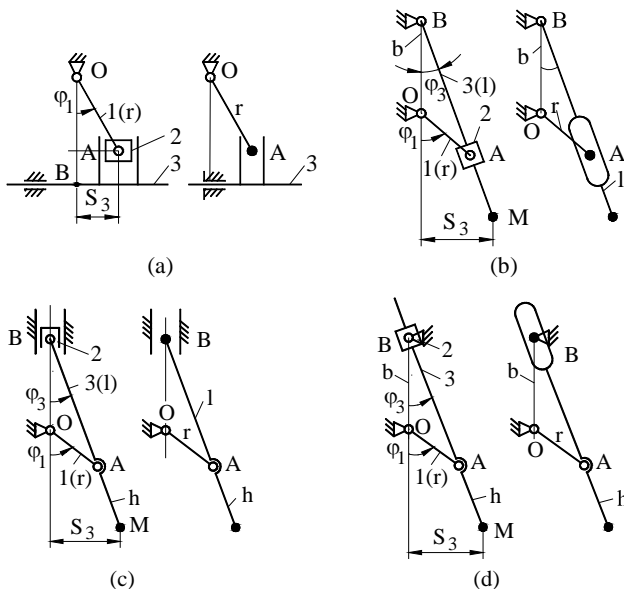 O O
φ1 1(r) r
A 2 A
B 3 3
S3
(a)
B B
b b
φ3 3(l)
O 2 O r
φ1 A A
1(r) l
S3 M
(b)
B 2 B
3(l) l
φ3
O O r
φ1 A A
1(r)
h h
S3 M
(c)
B 2 B
b 3 b
φ3
O r
φ1 A O A
1(r)
h h
S3 M
(d)